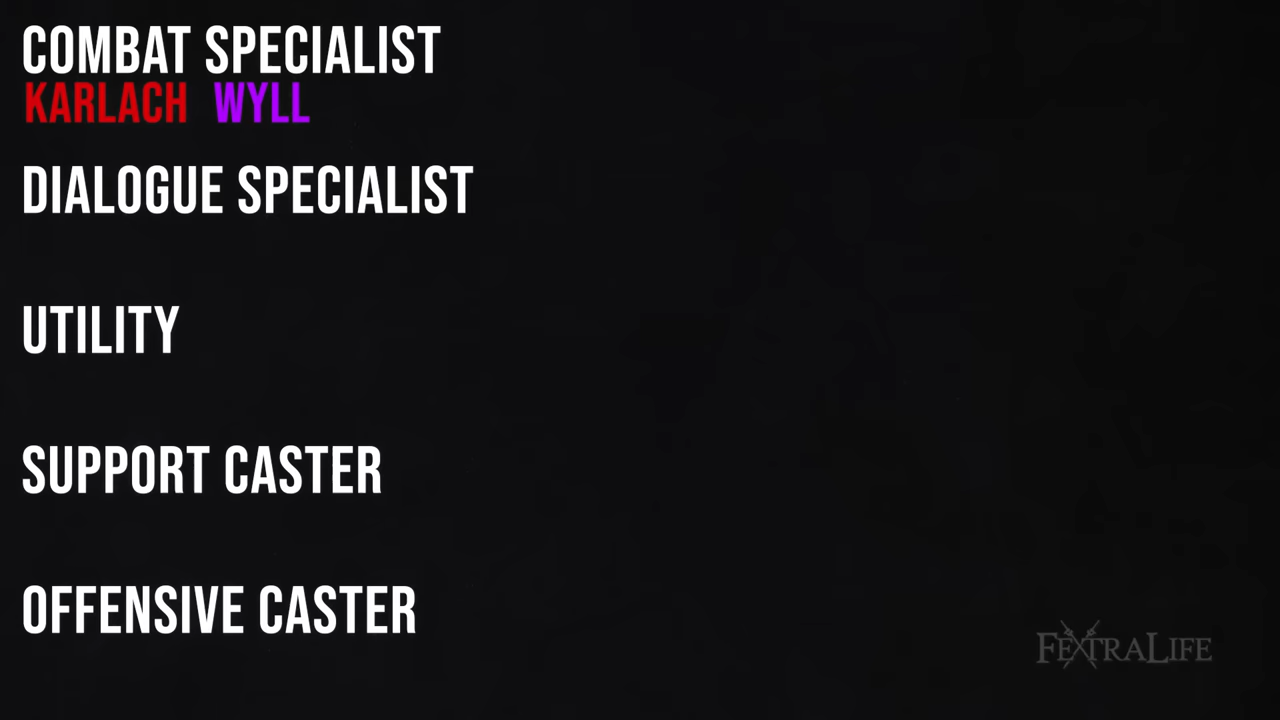 COMBAT SPECIALIST
KARLACH WYLL
DIALOGUE SPECIALIST
UTILITY
SUPPORT CASTER
OFFENSIVE CASTER
FEXTRALIFE